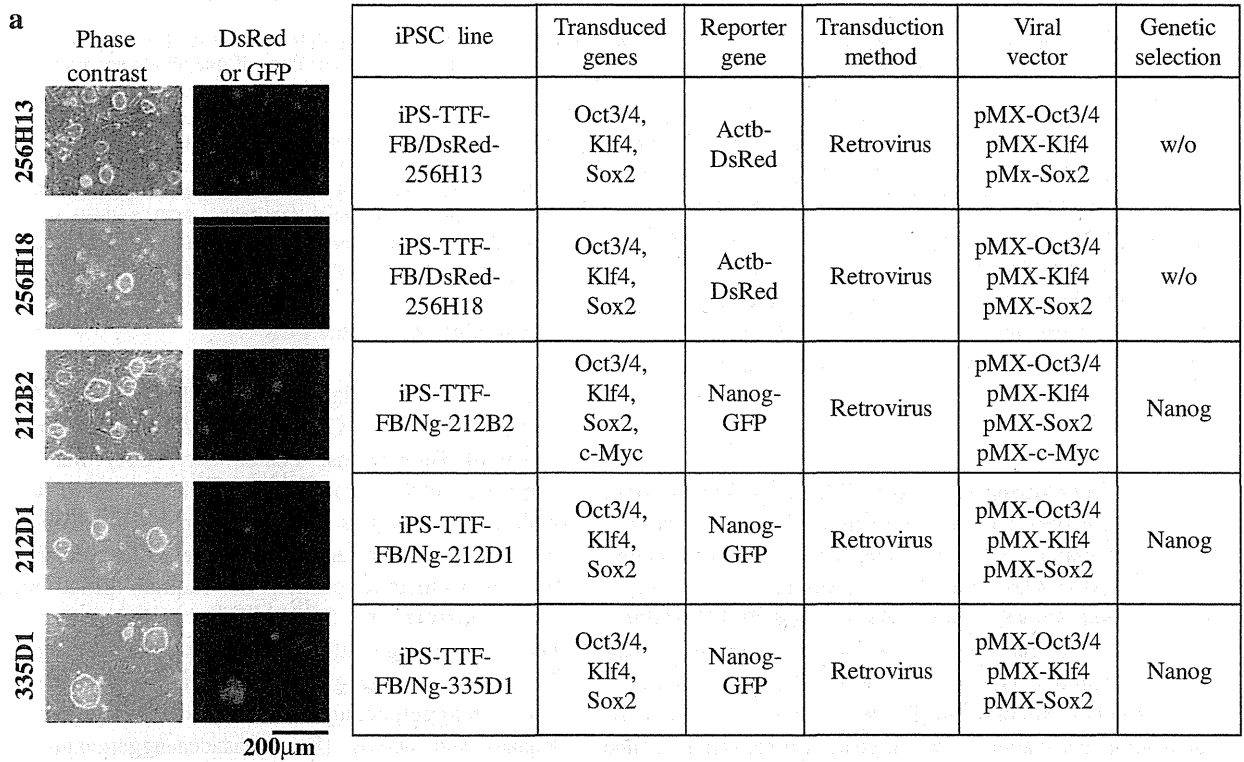 a
Phase
contrast
DsRed
or GFP
iPSC line
Transduced
genes
Reporter
gene
Transduction
method
Viral
vector
Genetic
selection
256H13
iPS-TTF-
FB/DsRed-
256H13
Oct3/4,
Klf4,
Sox2
Actb-
DsRed
Retrovirus
pMX-Oct3/4
pMX-Klf4
pMx-Sox2
w/o
256H18
iPS-TTF-
FB/DsRed-
256H18
Oct3/4,
Klf4,
Sox2
Actb-
DsRed
Retrovirus
pMX-Oct3/4
pMX-Klf4
pMX-Sox2
w/o
212B2
iPS-TTF-
FB/Ng-212B2
Oct3/4,
Klf4,
Sox2,
c-Myc
Nanog-
GFP
Retrovirus
pMX-Oct3/4
pMX-Klf4
pMX-Sox2
pMX-c-Myc
Nanog
212D1
iPS-TTF-
FB/Ng-212D1
Oct3/4,
Klf4,
Sox2
Nanog-
GFP
Retrovirus
pMX-Oct3/4
pMX-Klf4
pMX-Sox2
Nanog
335D1
iPS-TTF-
FB/Ng-335D1
Oct3/4,
Klf4,
Sox2
Nanog-
GFP
Retrovirus
pMX-Oct3/4
pMX-Klf4
pMX-Sox2
Nanog
200μm